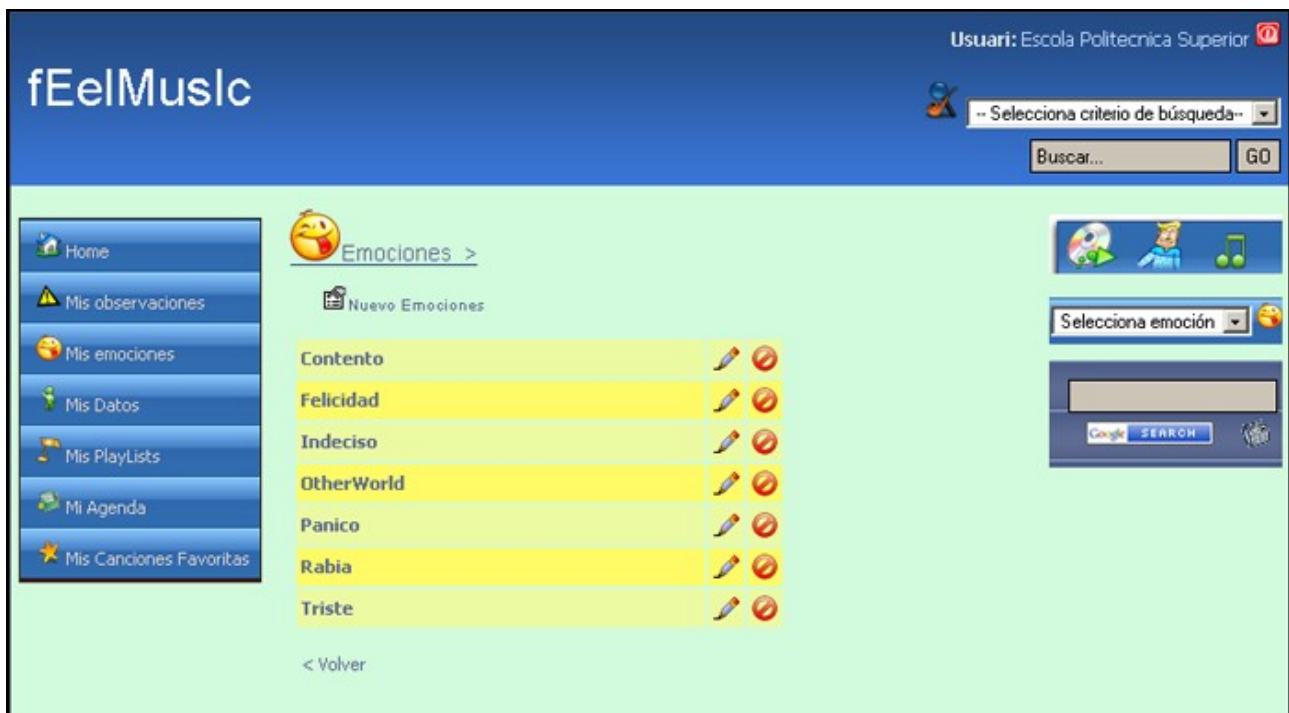 Usuari: Escola Politecnica Superior
fEelMusIc
-- Selecciona criterio de búsqueda--
Buscar... GO
Home
Mis observaciones
Mis emociones
Mis Datos
Mis PlayLists
Mi Agenda
Mis Canciones Favoritas
Emociones >
Nuevo Emociones
Contento
Felicidad
Indeciso
OtherWorld
Panico
Rabia
Triste
< Volver
Selecciona emoción
Google SEARCH